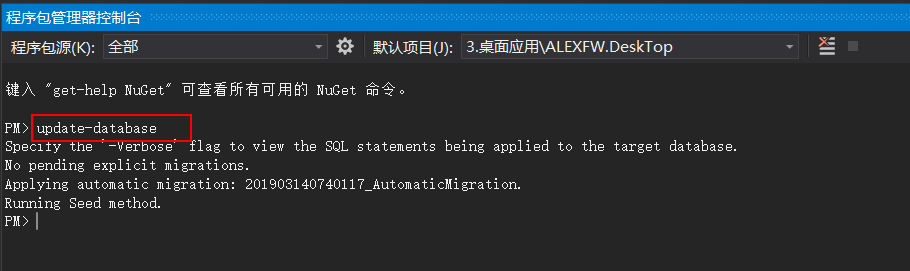 程序包管理器控制台
程序包源(K): 全部 默认项目(J): 3.桌面应用\ALEXFW.DeskTop
键入 "get-help NuGet" 可查看所有可用的 NuGet 命令。
PM> update-database
Specify the '-Verbose' flag to view the SQL statements being applied to the target database.
No pending explicit migrations.
Applying automatic migration: 201903140740117_AutomaticMigration.
Running Seed method.
PM>